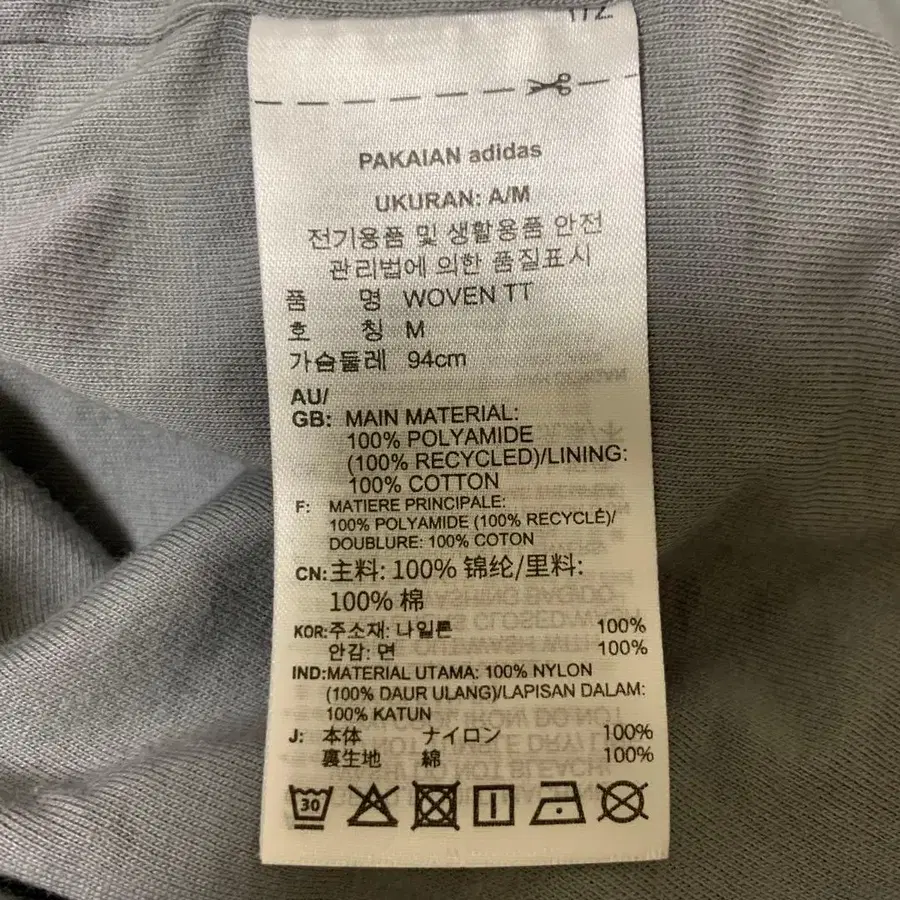 PAKAIAN adidas
UKURAN: A/M
전기용품 및 생활용품 안전
관리법에 의한 품질표시
품 명 WOVEN TT
호 칭 M
가슴둘레 94cm
AU/
GB: MAIN MATERIAL:
100% POLYAMIDE
(100% RECYCLED)/LINING:
100% COTTON
F: MATIERE PRINCIPALE:
100% POLYAMIDE (100% RECYCLÉ)/
DOUBLURE: 100% COTON
CN: 主料: 100% 锦纶/里料:
100% 棉
KOR: 주소재: 나일론 100%
안감: 면 100%
IND: MATERIAL UTAMA: 100% NYLON
(100% DAUR ULANG)/LAPISAN DALAM:
100% KATUN
J: 本体 ナイロン 100%
裏生地 綿 100%
30